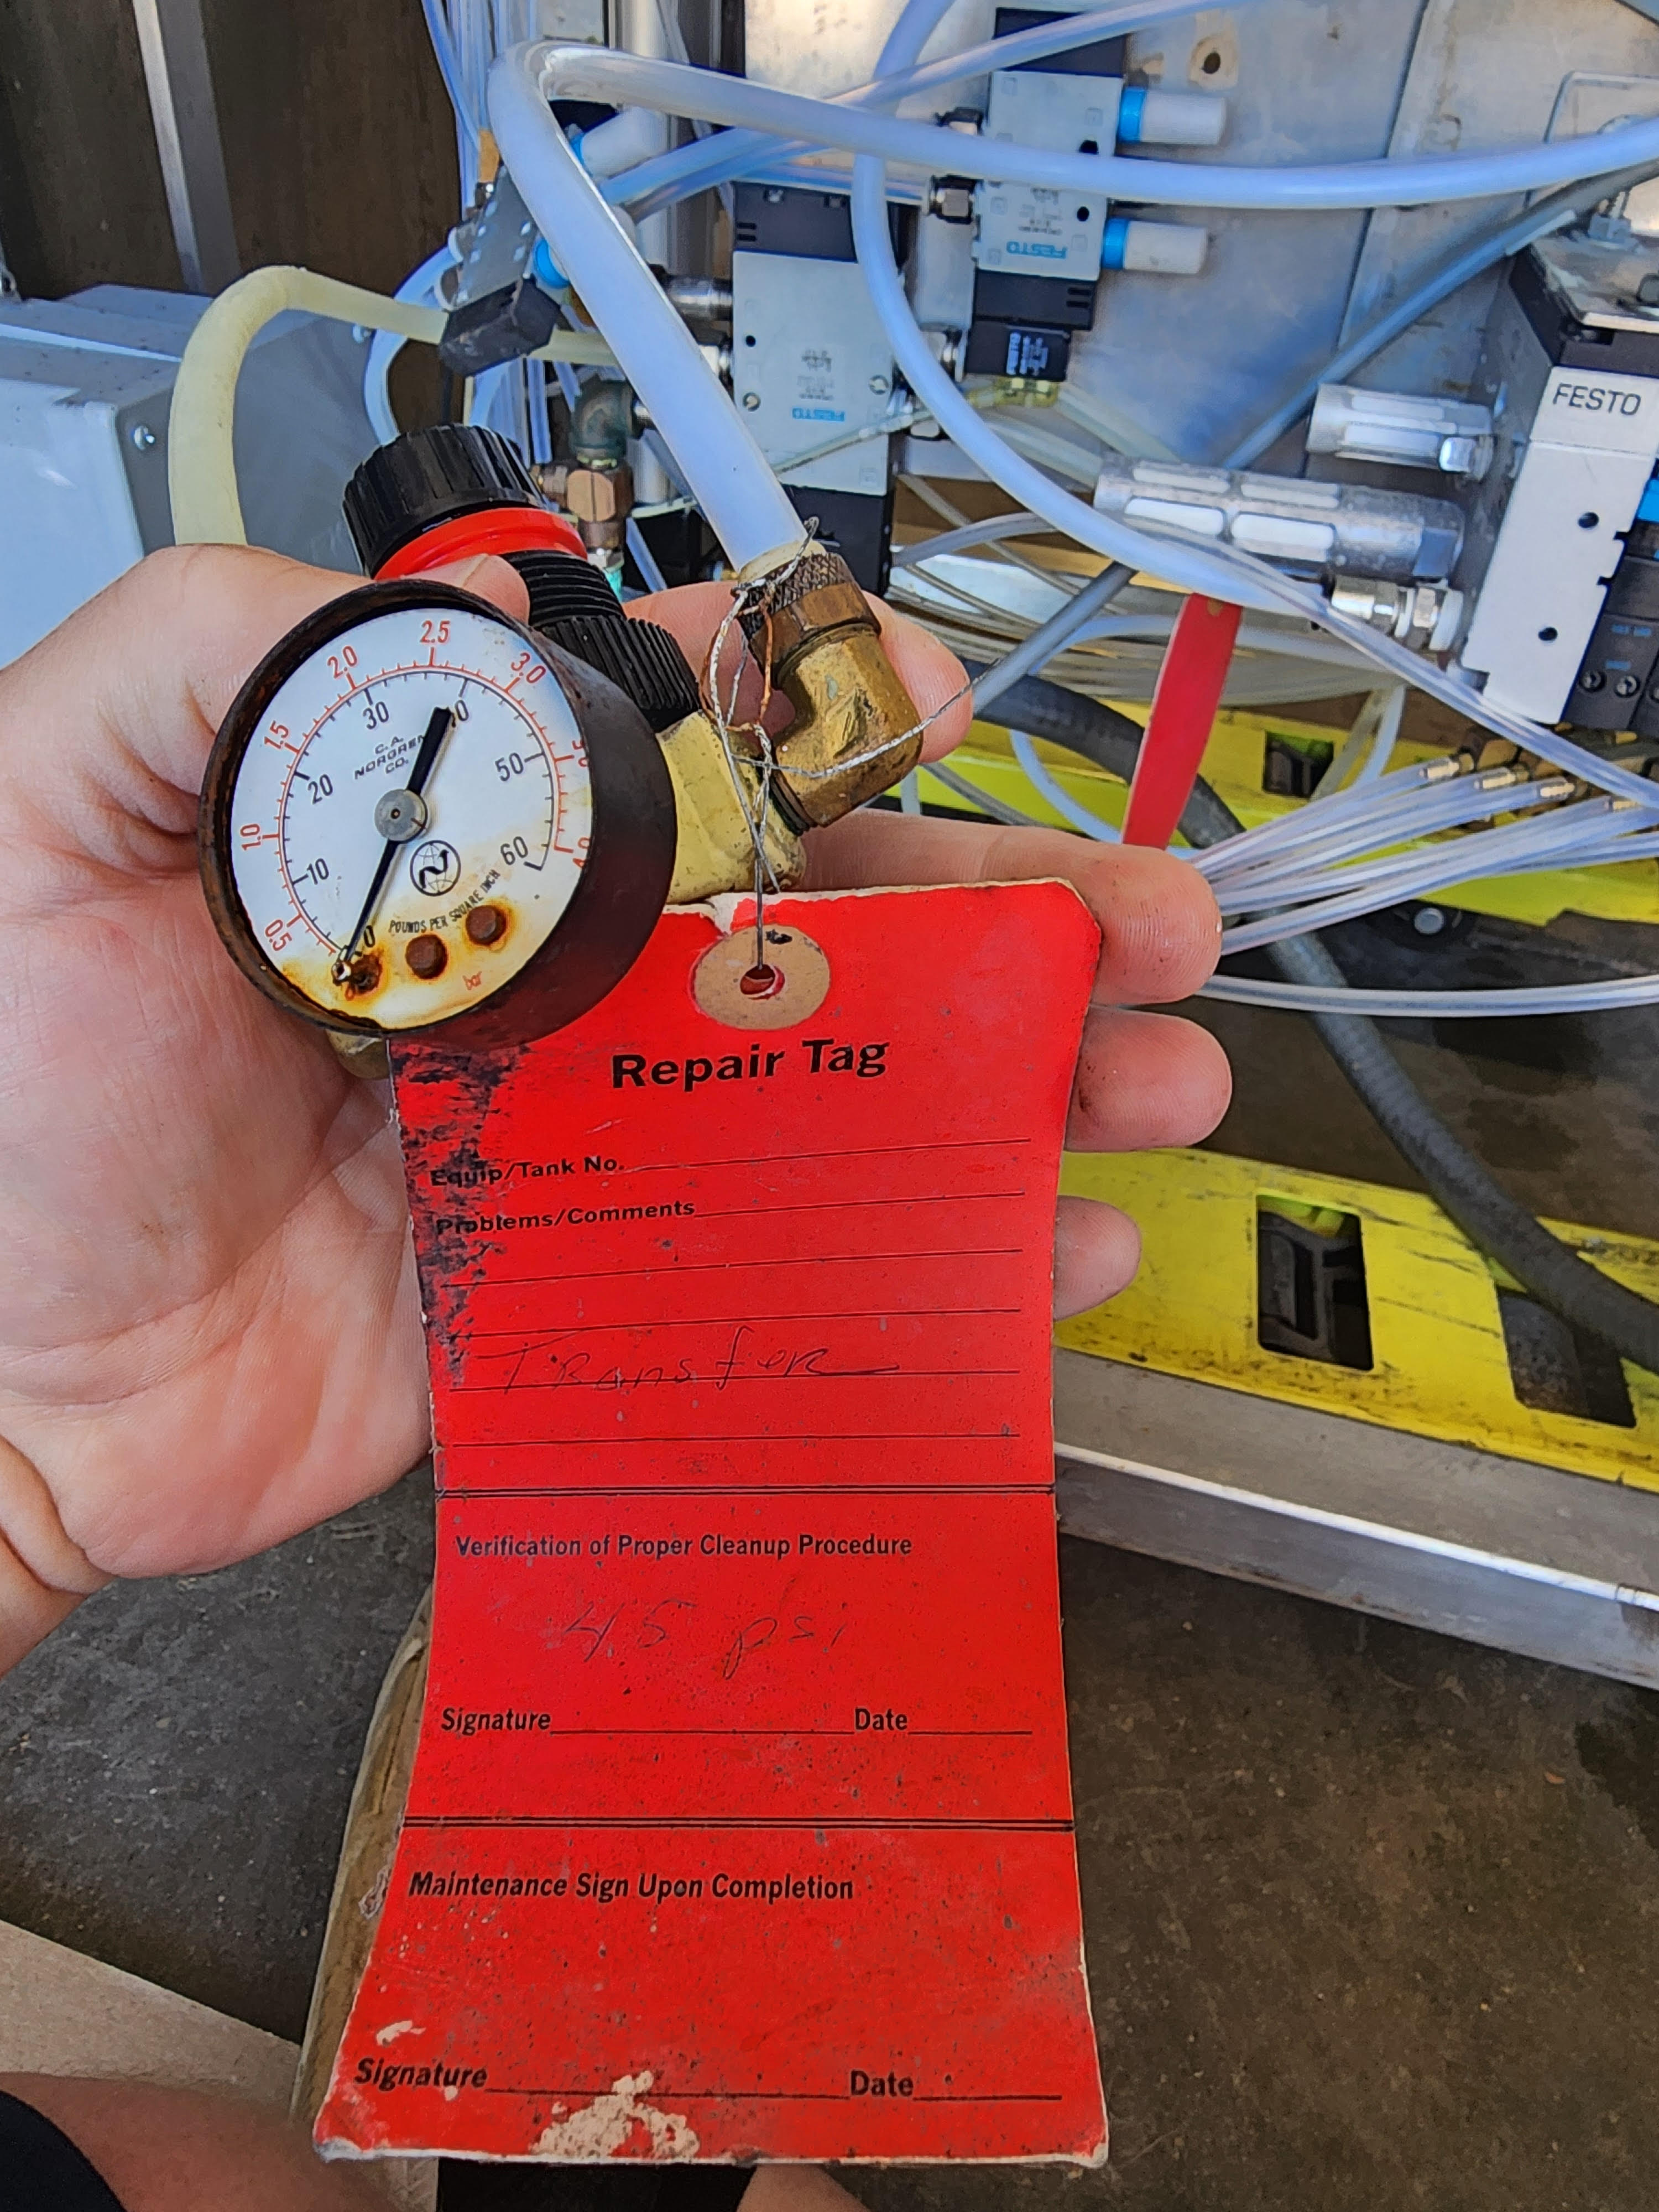 FESTO
FESTO
FESTO
FESTO
2.5
2.0
3.0
1.5
30
C.A.
NORGREN
CO.
50
20
1.0
60
10
POUNDS PER SQUARE INCH
0.5
0
bar
Repair Tag
Equip/Tank No.
Problems/Comments
Transfer
Verification of Proper Cleanup Procedure
45 psi
Signature Date
Maintenance Sign Upon Completion
Signature Date